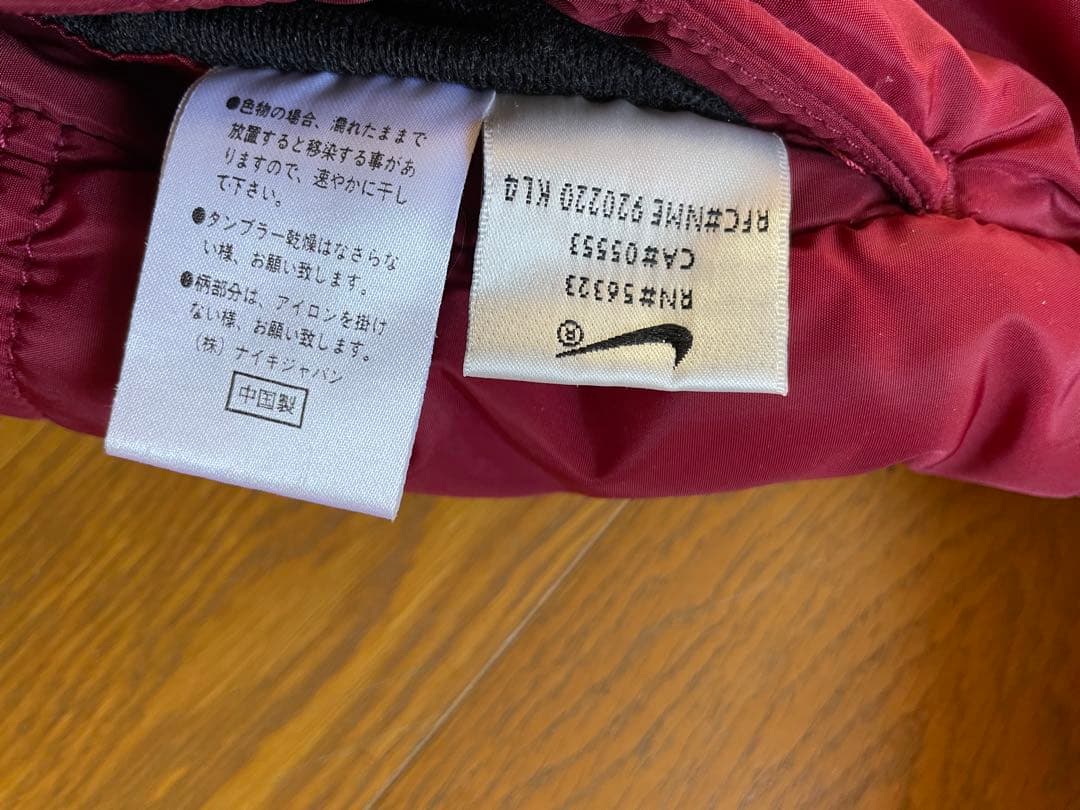 ●色物の場合、濡れたままで
放置すると移染する事があ
りますので、速やかに干し
て下さい。
●タンブラー乾燥はなさらな
い様、お願い致します。
●柄部分は、アイロンを掛け
ない様、お願い致します。
(株) ナイキジャパン
中国製
®
RN#56323
CA#05553
RFC#NME 920220 KL4